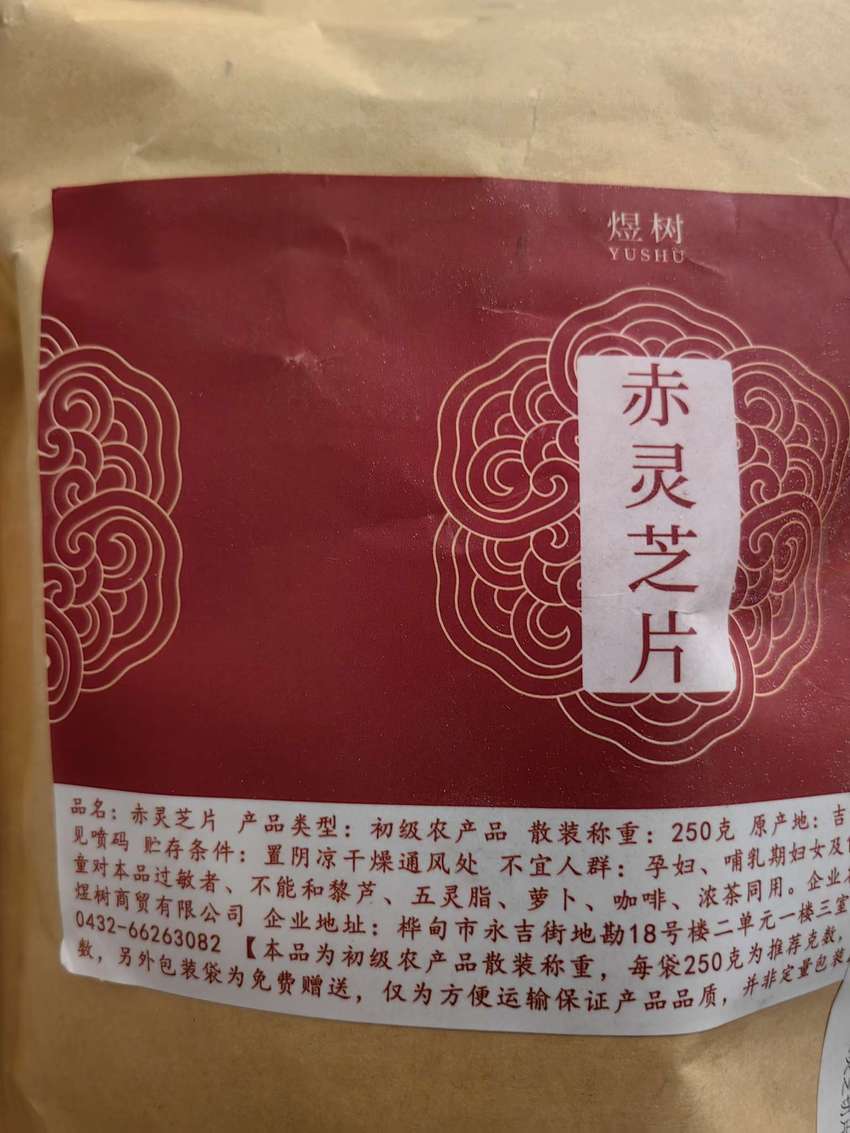 煜树
YUSHU
赤灵芝片
品名：赤灵芝片 产品类型：初级农产品 散装称重：250克 原产地：吉
见喷码 贮存条件：置阴凉干燥通风处 不宜人群：孕妇、哺乳期妇女及
童对本品过敏者、不能和黎芦、五灵脂、萝卜、咖啡、浓茶同用。企业
煜树商贸有限公司 企业地址：桦甸市永吉街地勘18号楼二单元一楼三室
0432-66263082 【本品为初级农产品散装称重，每袋250克为推荐克数，
数，另外包装袋为免费赠送，仅为方便运输保证产品品质，并非定量包装